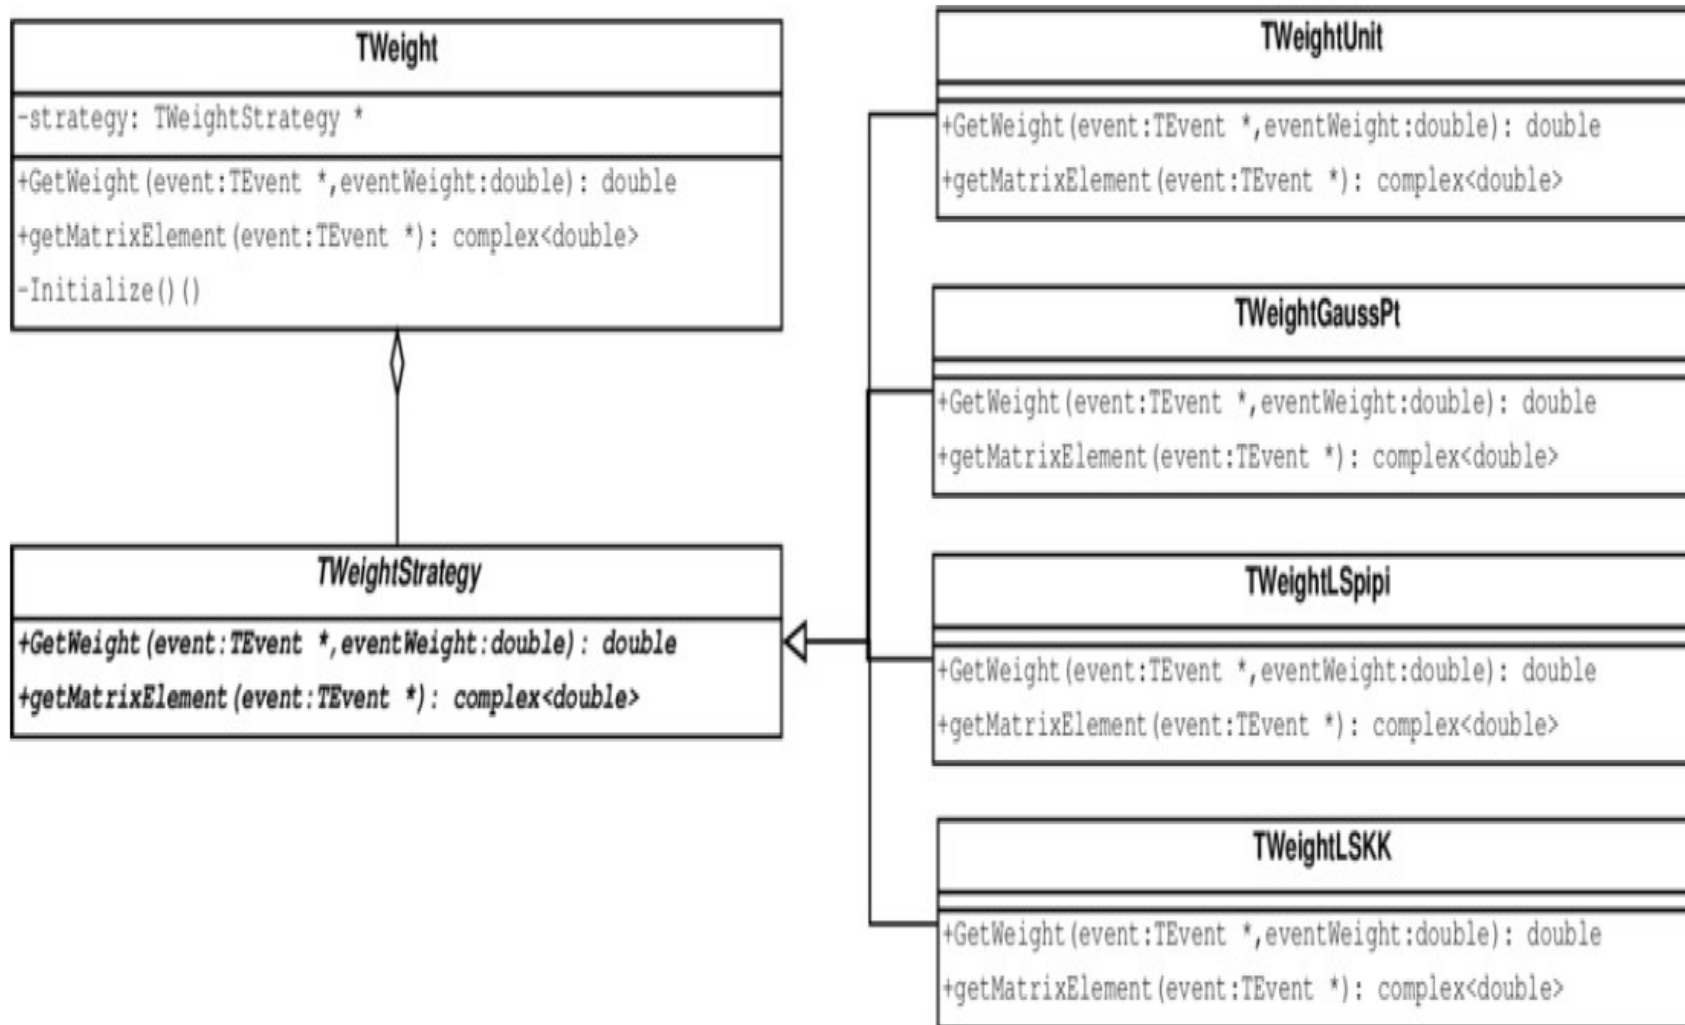 TWeight
-strategy: TWeightStrategy *
+GetWeight(event:TEvent *,eventWeight:double): double
+getMatrixElement(event:TEvent *): complex<double>
-Initialize()()
TWeightStrategy
+GetWeight(event:TEvent *,eventWeight:double): double
+getMatrixElement(event:TEvent *): complex<double>
TWeightUnit
+GetWeight(event:TEvent *,eventWeight:double): double
+getMatrixElement(event:TEvent *): complex<double>
TWeightGaussPt
+GetWeight(event:TEvent *,eventWeight:double): double
+getMatrixElement(event:TEvent *): complex<double>
TWeightLSpipi
+GetWeight(event:TEvent *,eventWeight:double): double
+getMatrixElement(event:TEvent *): complex<double>
TWeightLSKK
+GetWeight(event:TEvent *,eventWeight:double): double
+getMatrixElement(event:TEvent *): complex<double>